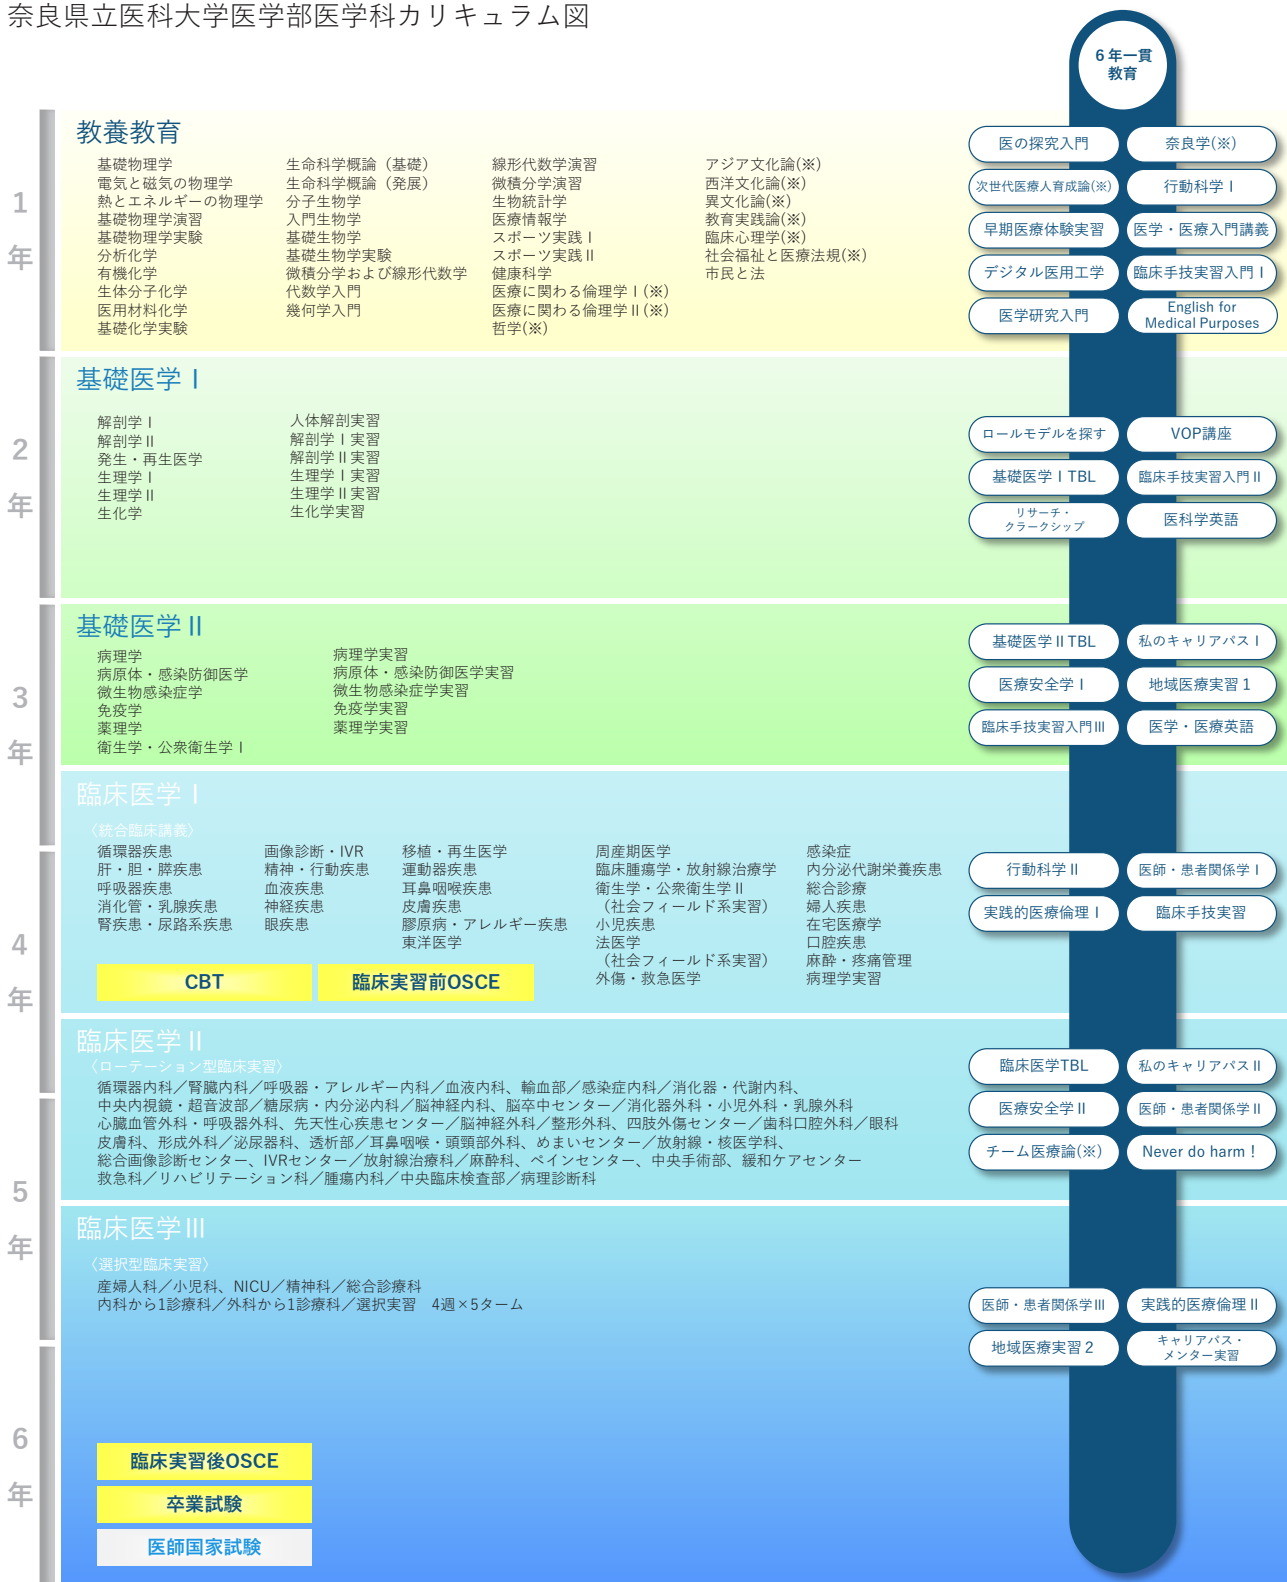 奈良県立医科大学医学部医学科カリキュラム図
6年一貫
教育
1
年
教養教育
基礎物理学
電気と磁気の物理学
熱とエネルギーの物理学
基礎物理学演習
基礎物理学実験
分析化学
有機化学
生体分子化学
医用材料化学
基礎化学実験
生命科学概論（基礎）
生命科学概論（発展）
分子生物学
入門生物学
基礎生物学
基礎生物学実験
微積分学および線形代数学
代数学入門
幾何学入門
線形代数学演習
微積分学演習
生物統計学
医療情報学
スポーツ実践Ⅰ
スポーツ実践Ⅱ
健康科学
医療に関わる倫理学Ⅰ(※)
医療に関わる倫理学Ⅱ(※)
哲学(※)
アジア文化論(※)
西洋文化論(※)
異文化論(※)
教育実践論(※)
臨床心理学(※)
社会福祉と医療法規(※)
市民と法
医の探究入門
奈良学(※)
次世代医療人育成論(※)
行動科学Ⅰ
早期医療体験実習
医学・医療入門講義
デジタル医用工学
臨床手技実習入門Ⅰ
医学研究入門
English for
Medical Purposes
2
年
基礎医学Ⅰ
解剖学Ⅰ
解剖学Ⅱ
発生・再生医学
生理学Ⅰ
生理学Ⅱ
生化学
人体解剖実習
解剖学Ⅰ実習
解剖学Ⅱ実習
生理学Ⅰ実習
生理学Ⅱ実習
生化学実習
ロールモデルを探す
VOP講座
基礎医学ⅠTBL
臨床手技実習入門Ⅱ
リサーチ・
クラークシップ
医科学英語
3
年
基礎医学Ⅱ
病理学
病原体・感染防御医学
微生物感染症学
免疫学
薬理学
衛生学・公衆衛生学Ⅰ
病理学実習
病原体・感染防御医学実習
微生物感染症学実習
免疫学実習
薬理学実習
基礎医学ⅡTBL
私のキャリアパスⅠ
医療安全学Ⅰ
地域医療実習1
臨床手技実習入門Ⅲ
医学・医療英語
4
年
臨床医学Ⅰ
〈統合臨床講義〉
循環器疾患
肝・胆・膵疾患
呼吸器疾患
消化管・乳腺疾患
腎疾患・尿路系疾患
画像診断・IVR
精神・行動疾患
血液疾患
神経疾患
眼疾患
移植・再生医学
運動器疾患
耳鼻咽喉疾患
皮膚疾患
膠原病・アレルギー疾患
東洋医学
周産期医学
臨床腫瘍学・放射線治療学
衛生学・公衆衛生学Ⅱ
（社会フィールド系実習）
小児疾患
法医学
（社会フィールド系実習）
外傷・救急医学
感染症
内分泌代謝栄養疾患
総合診療
婦人疾患
在宅医療学
口腔疾患
麻酔・疼痛管理
病理学実習
CBT
臨床実習前OSCE
行動科学Ⅱ
医師・患者関係学Ⅰ
実践的医療倫理Ⅰ
臨床手技実習
5
年
臨床医学Ⅱ
〈ローテーション型臨床実習〉
循環器内科／腎臓内科／呼吸器・アレルギー内科／血液内科、輸血部／感染症内科／消化器・代謝内科、
中央内視鏡・超音波部／糖尿病・内分泌内科／脳神経内科、脳卒中センター／消化器外科・小児外科・乳腺外科
心臓血管外科・呼吸器外科、先天性心疾患センター／脳神経外科／整形外科、四肢外傷センター／歯科口腔外科／眼科
皮膚科、形成外科／泌尿器科、透析部／耳鼻咽喉・頭頸部外科、めまいセンター／放射線・核医学科、
総合画像診断センター、IVRセンター／放射線治療科／麻酔科、ペインセンター、中央手術部、緩和ケアセンター
救急科／リハビリテーション科／腫瘍内科／中央臨床検査部／病理診断科
臨床医学TBL
私のキャリアパスⅡ
医療安全学Ⅱ
医師・患者関係学Ⅱ
チーム医療論(※)
Never do harm !
臨床医学Ⅲ
〈選択型臨床実習〉
産婦人科／小児科、NICU／精神科／総合診療科
内科から1診療科／外科から1診療科／選択実習　4週×5ターム
医師・患者関係学Ⅲ
実践的医療倫理Ⅱ
地域医療実習2
キャリアパス・
メンター実習
6
年
臨床実習後OSCE
卒業試験
医師国家試験